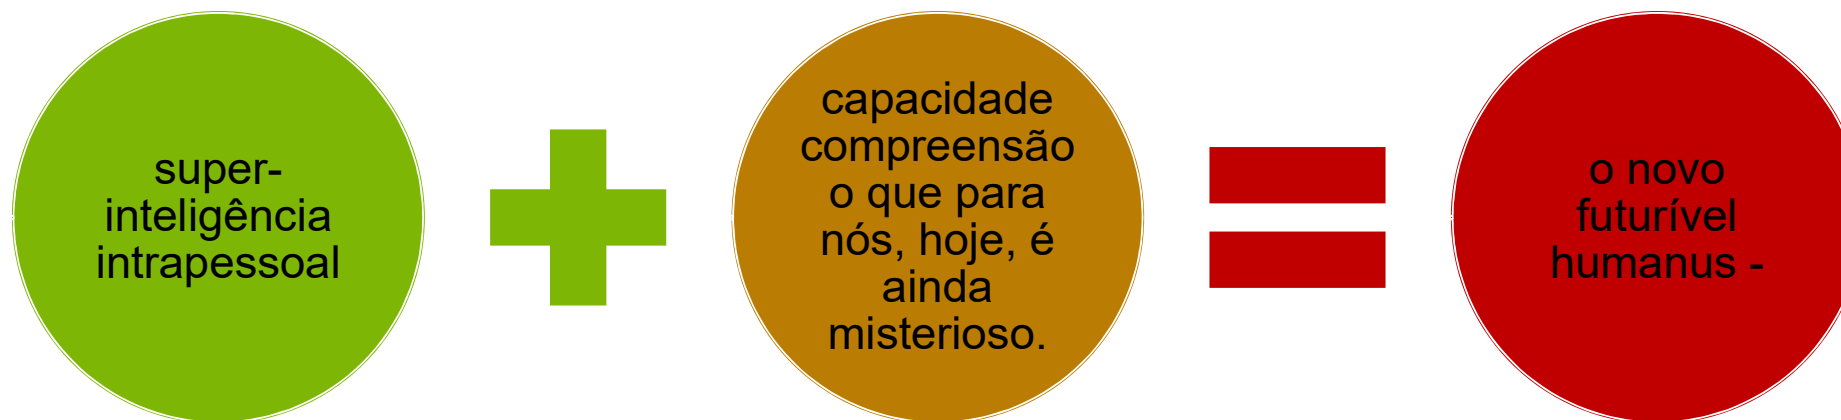 super-
inteligência
intrapessoal
capacidade
compreensão
o que para
nós, hoje, é
ainda
misterioso.
o novo
futurível
humanus -